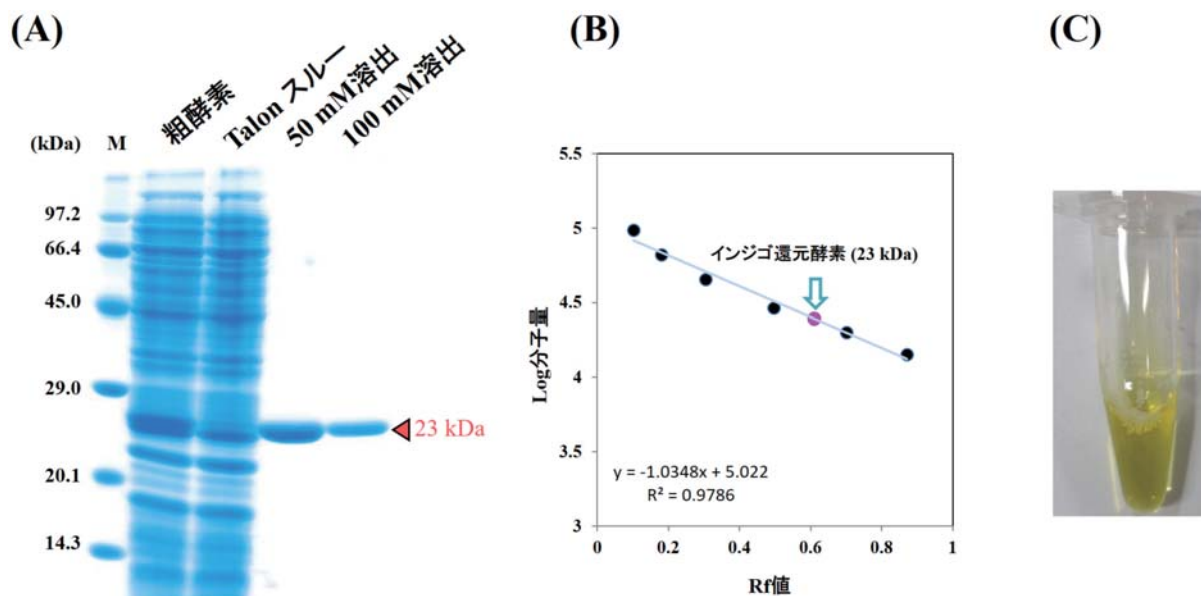 (A)
(kDa)
M
粗酵素
Talon スルー
50 mM溶出
100 mM溶出
97.2
66.4
45.0
29.0
20.1
14.3
23 kDa
(B)
5.5
5
4.5
4
3.5
3
Log分子量
インジゴ還元酵素 (23 kDa)
y = -1.0348x + 5.022
R² = 0.9786
0 0.2 0.4 0.6 0.8 1
Rf値
(C)